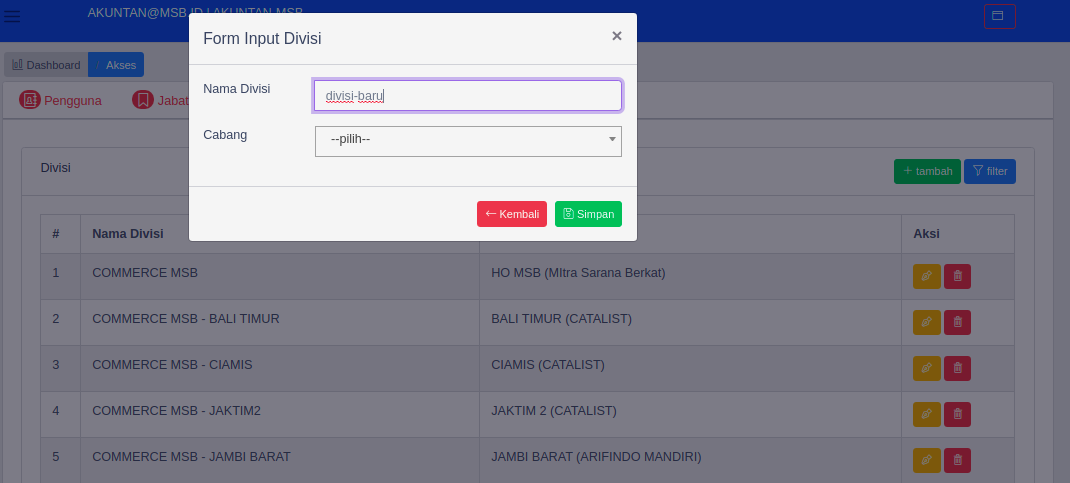 AKUNTAN@MSB.ID | AKUNTAN MSB
Form Input Divisi ×
Dashboard Akses
Nama Divisi divisi-baru
Pengguna
Cabang --pilih--
Divisi tambah filter
Kembali Simpan
# Nama Divisi Aksi
1 COMMERCE MSB HO MSB (MItra Sarana Berkat)
2 COMMERCE MSB - BALI TIMUR BALI TIMUR (CATALIST)
3 COMMERCE MSB - CIAMIS CIAMIS (CATALIST)
4 COMMERCE MSB - JAKTIM2 JAKTIM 2 (CATALIST)
5 COMMERCE MSB - JAMBI BARAT JAMBI BARAT (ARIFINDO MANDIRI)